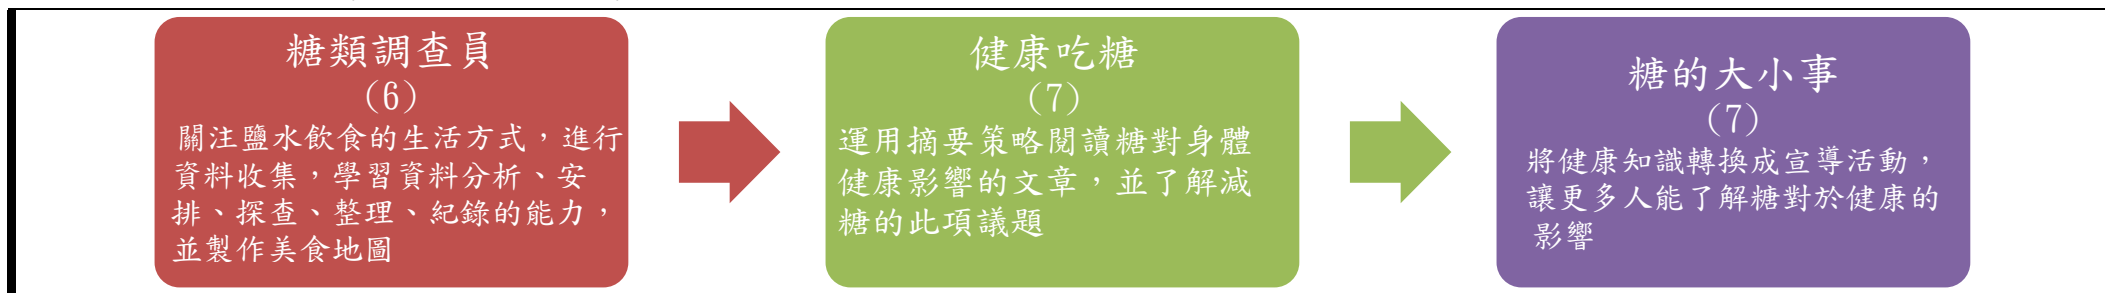 糖類調查員
(6)
關注鹽水飲食的生活方式，進行
資料收集，學習資料分析、安
排、探查、整理、紀錄的能力，
並製作美食地圖
健康吃糖
(7)
運用摘要策略閱讀糖對身體
健康影響的文章，並了解減
糖的此項議題
糖的大小事
(7)
將健康知識轉換成宣導活動，
讓更多人能了解糖對於健康的
影響